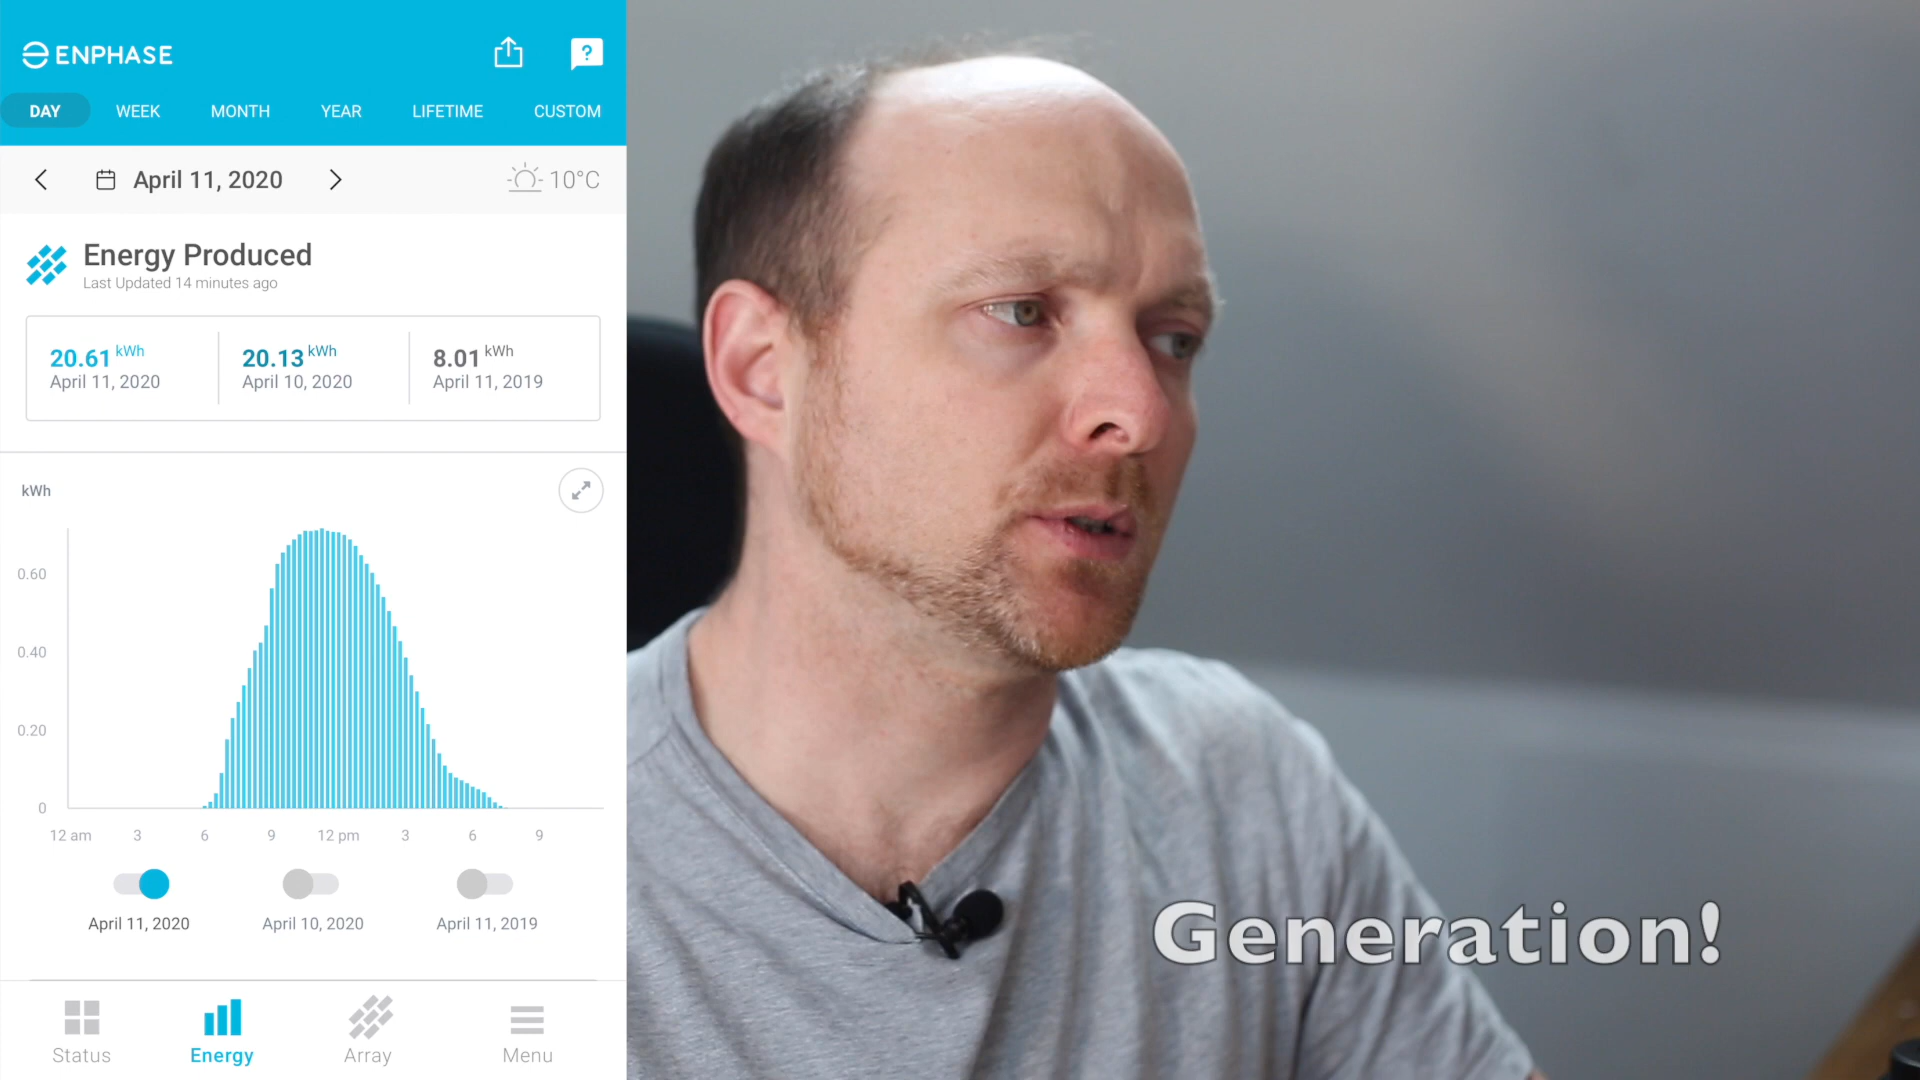 ENPHASE
?
DAY WEEK MONTH YEAR LIFETIME CUSTOM
April 11, 2020
10°C
Energy Produced
Last Updated 14 minutes ago
20.61 kWh
April 11, 2020
20.13 kWh
April 10, 2020
8.01 kWh
April 11, 2019
kWh
0.60
0.40
0.20
0
12 am 3 6 9 12 pm 3 6 9
April 11, 2020 April 10, 2020 April 11, 2019
Status Energy Array Menu
Generation!